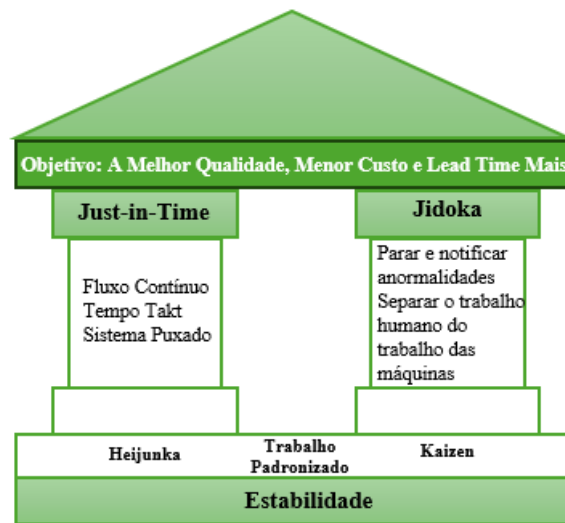 Objetivo: A Melhor Qualidade, Menor Custo e Lead Time Mais
Just-in-Time
Jidoka
Fluxo Contínuo
Tempo Takt
Sistema Puxado
Parar e notificar
anormalidades
Separar o trabalho
humano do
trabalho das
máquinas
Heijunka
Trabalho
Padronizado
Kaizen
Estabilidade